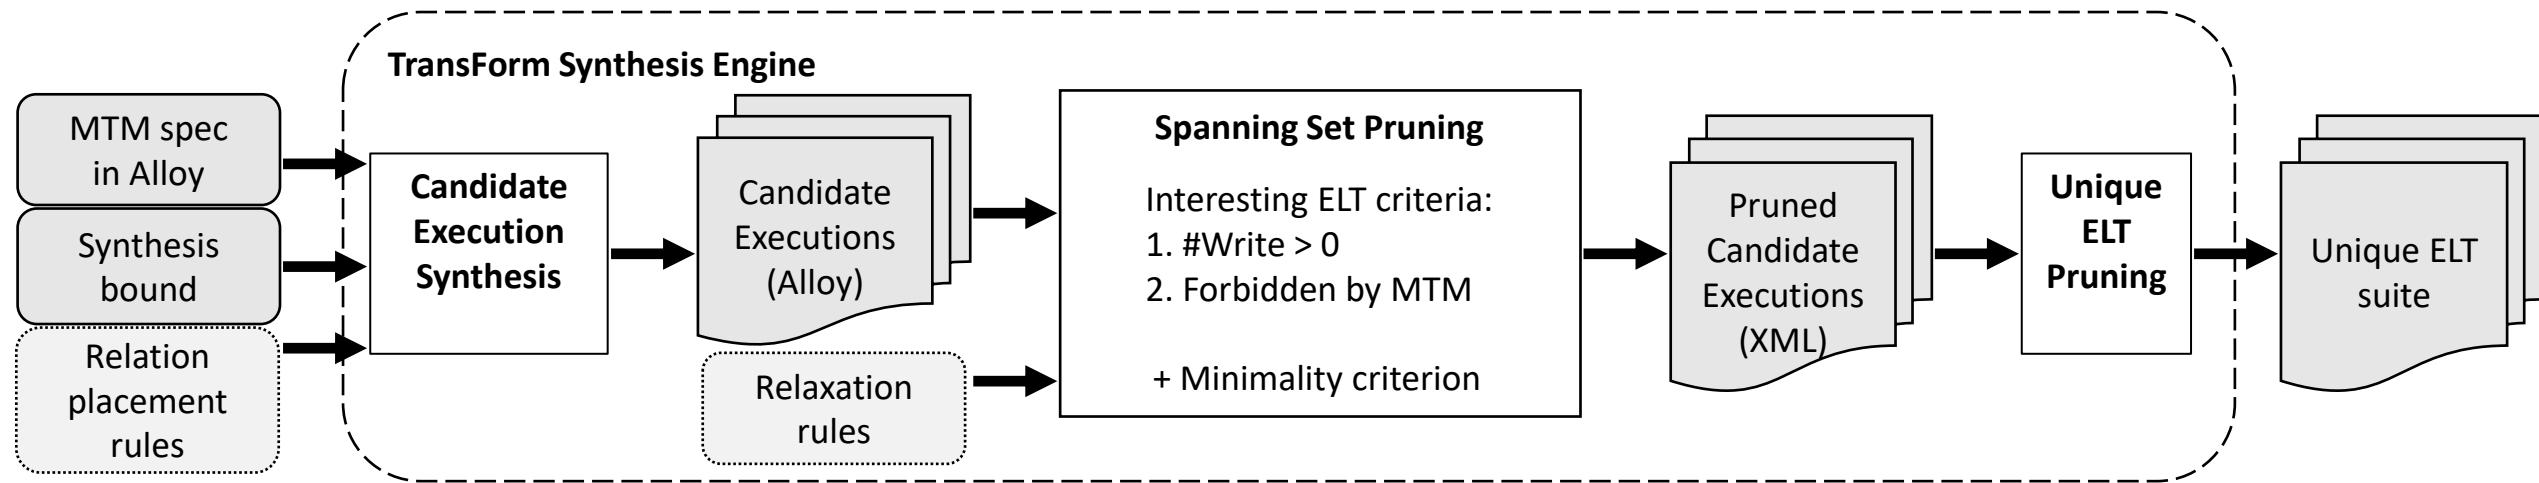 TransForm Synthesis Engine
MTM spec
in Alloy
Synthesis
bound
Relation
placement
rules
Candidate
Execution
Synthesis
Candidate
Executions
(Alloy)
Relaxation
rules
Spanning Set Pruning
Interesting ELT criteria:
1. #Write > 0
2. Forbidden by MTM
+ Minimality criterion
Pruned
Candidate
Executions
(XML)
Unique
ELT
Pruning
Unique ELT
suite